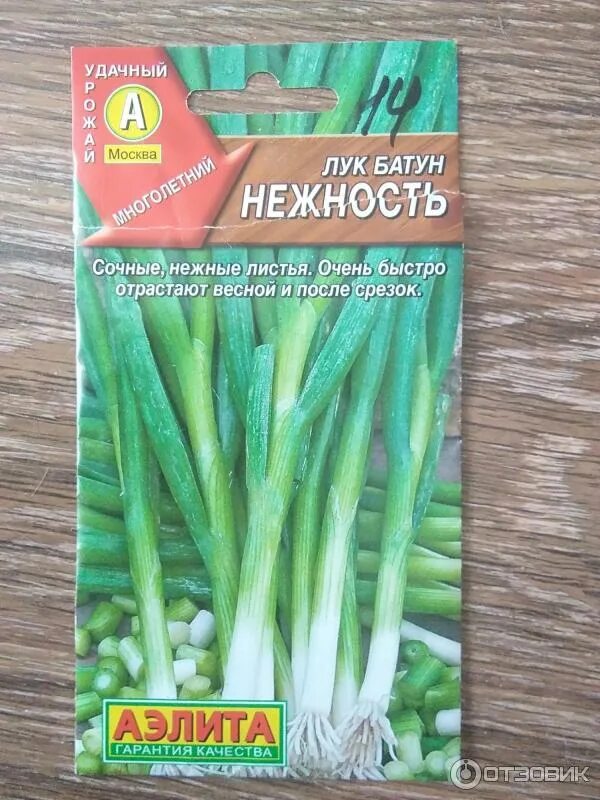 УДАЧНЫЙ
УРОЖАЙ
А
Москва
МНОГОЛЕТНИЙ
14
ЛУК БАТУН
НЕЖНОСТЬ
Сочные, нежные листья. Очень быстро
отрастают весной и после срезок.
АЭЛИТА
ГАРАНТИЯ КАЧЕСТВА
ОТЗОВИК